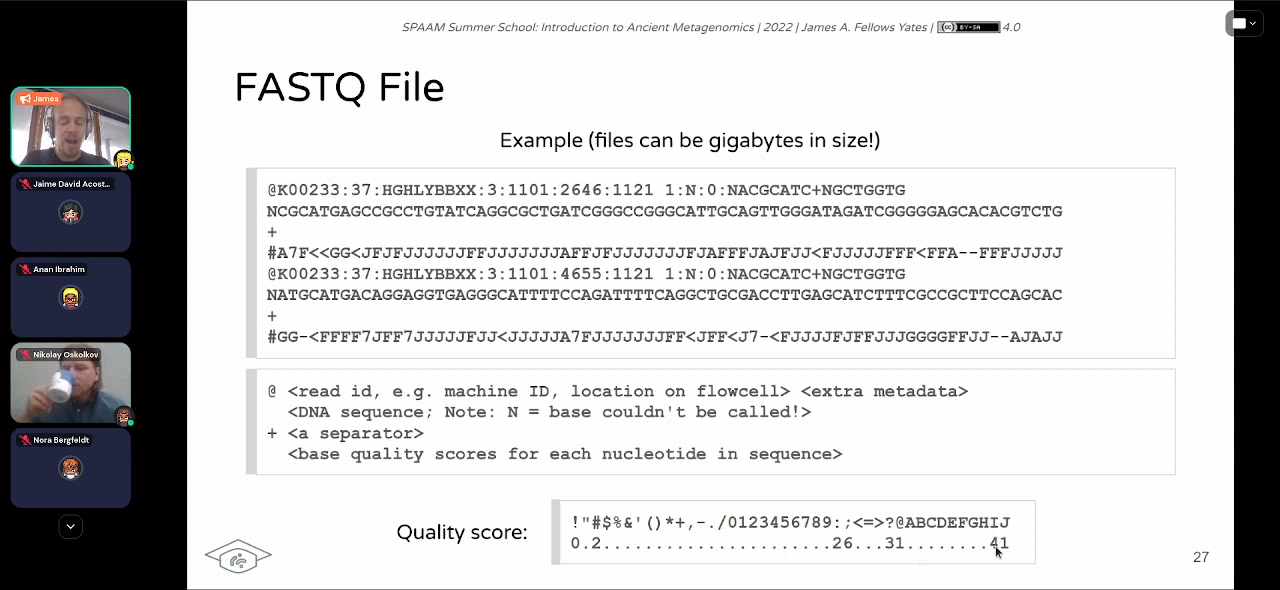 SPAAM Summer School: Introduction to Ancient Metagenomics | 2022 | James A. Fellows Yates | (cc) BY-SA 4.0
FASTQ File
Example (files can be gigabytes in size!)
@K00233:37:HGHLYBBXX:3:1101:2646:1121 1:N:0:NACGCATC+NGCTGGTG
NCGCATGAGCCGCCTGTATCAGGCGCTGATCGGGCCGGGCATTGCAGTTGGGATAGATCGGGGGAGCACACGTCTG
+
#A7F<<GG<JFJFJJJJJJFFJJJJJJJAFFJFJJJJJJJFJAFFFJAJFJJ<FJJJJJFFF<FFA--FFFJJJJJ
@K00233:37:HGHLYBBXX:3:1101:4655:1121 1:N:0:NACGCATC+NGCTGGTG
NATGCATGACAGGAGGTGAGGGCATTTTCCAGATTTTCAGGCTGCGACCTTGAGCATCTTTCGCCGCTTCCAGCAC
+
#GG-<FFFF7JFF7JJJJJFJJ<JJJJJA7FJJJJJJJFF<JFF<J7-<FJJJJFJFFJJJGGGGFFJJ--AJAJJ
@ <read id, e.g. machine ID, location on flowcell> <extra metadata>
<DNA sequence; Note: N = base couldn't be called!>
+ <a separator>
<base quality scores for each nucleotide in sequence>
Quality score:
!"#$%&'()*+,-./0123456789:;<=>?@ABCDEFGHIJ
0.2......................26...31........41
27
James
Jaime David Acost...
Anan Ibrahim
Nikolay Oskolkov
Nora Bergfeldt